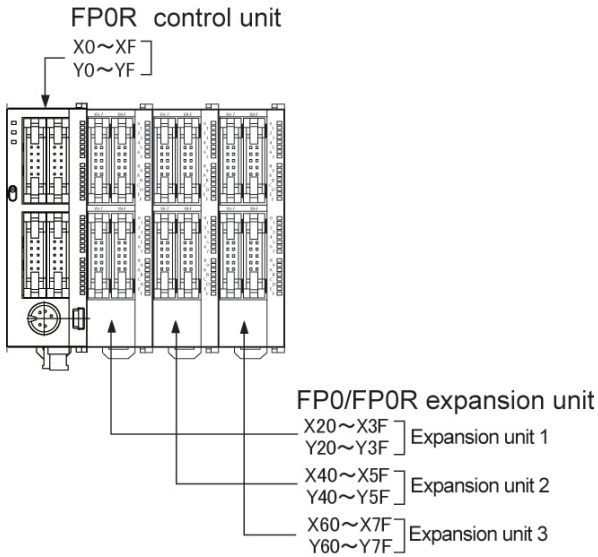 FP0R control unit
X0～XF
Y0～YF
FP0/FP0R expansion unit
X20～X3F
Y20～Y3F
Expansion unit 1
X40～X5F
Y40～Y5F
Expansion unit 2
X60～X7F
Y60～Y7F
Expansion unit 3